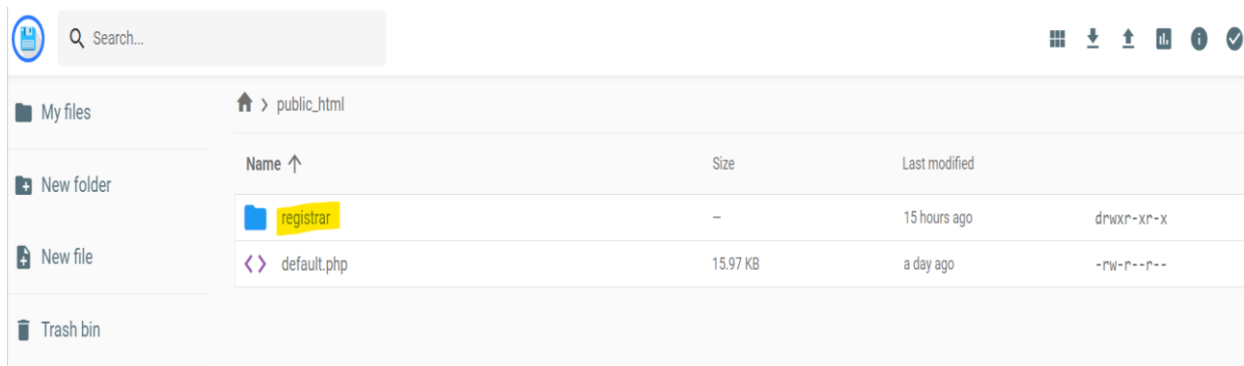 Search...
My files
New folder
New file
Trash bin
public_html
Name Size Last modified
registrar – 15 hours ago drwxr-xr-x
default.php 15.97 KB a day ago -rw-r--r--